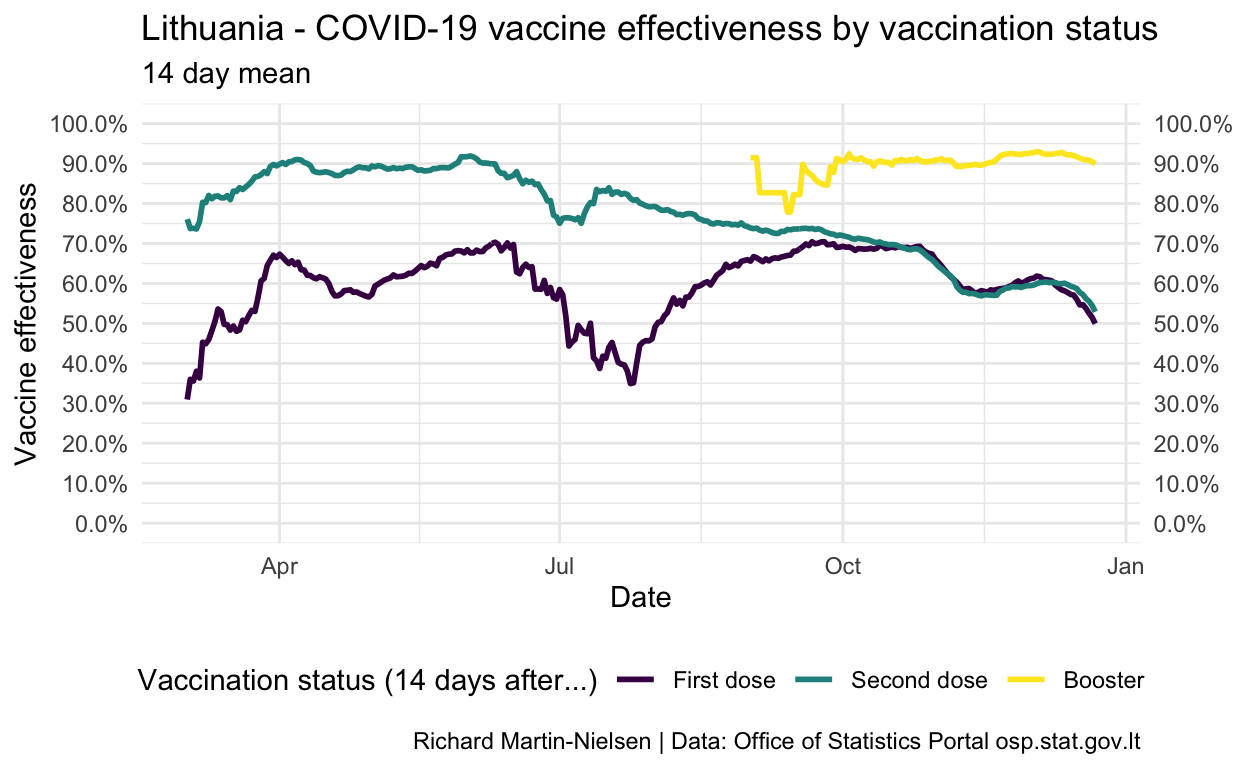 Lithuania - COVID-19 vaccine effectiveness by vaccination status
14 day mean
Vaccine effectiveness
100.0% 100.0%
90.0% 90.0%
80.0% 80.0%
70.0% 70.0%
60.0% 60.0%
50.0% 50.0%
40.0% 40.0%
30.0% 30.0%
20.0% 20.0%
10.0% 10.0%
0.0% 0.0%
Apr Jul Oct Jan
Date
Vaccination status (14 days after...) First dose Second dose Booster
Richard Martin-Nielsen | Data: Office of Statistics Portal osp.stat.gov.lt